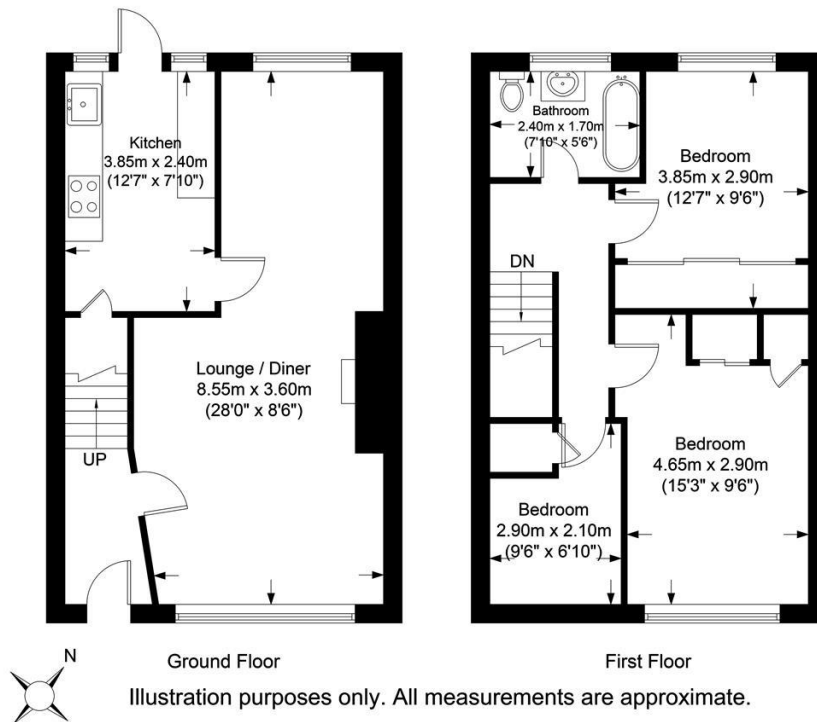 Kitchen
3.85m x 2.40m
(12'7" x 7'10")
UP
Lounge / Diner
8.55m x 3.60m
(28'0" x 8'6")
Bathroom
2.40m x 1.70m
(7'10" x 5'6")
Bedroom
3.85m x 2.90m
(12'7" x 9'6")
DN
Bedroom
4.65m x 2.90m
(15'3" x 9'6")
Bedroom
2.90m x 2.10m
(9'6" x 6'10")
N
Ground Floor
First Floor
Illustration purposes only. All measurements are approximate.